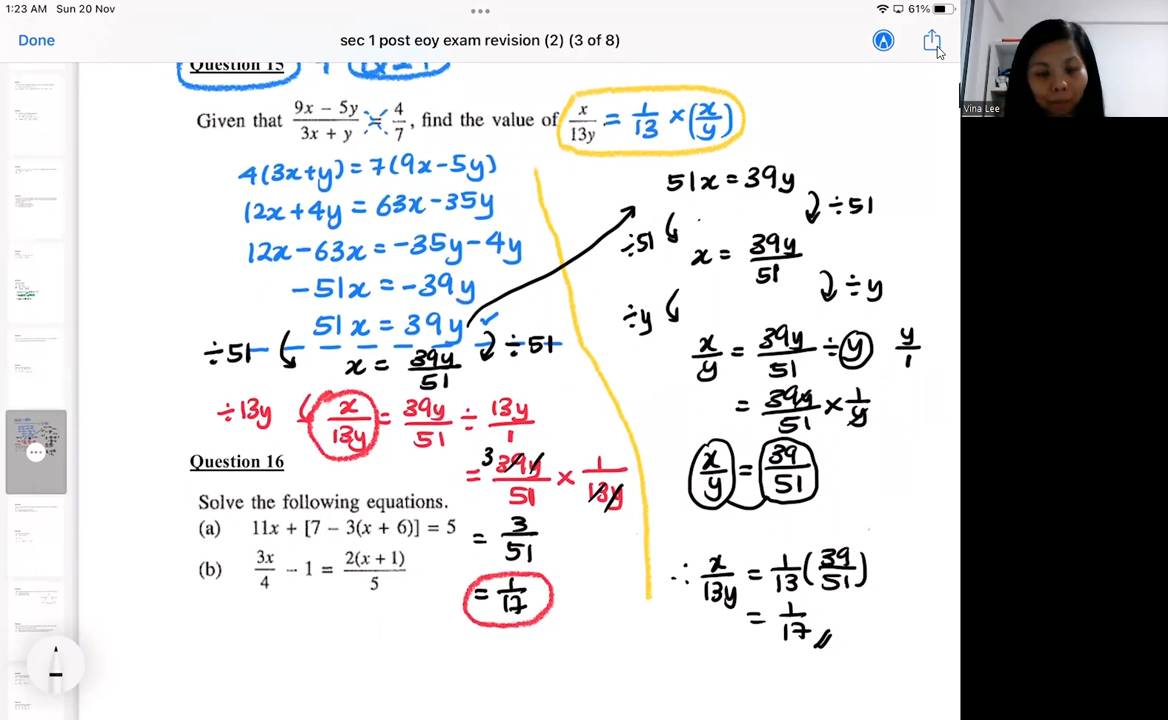 1:23 AM Sun 20 Nov
61%
Done
sec 1 post eoy exam revision (2) (3 of 8)
Vina Lee
Question 15
Given that (9x − 5y)/(3x + y) = 4/7, find the value of x/13y = 1/13 × (x/y)
4(3x+y) = 7(9x−5y)
12x+4y = 63x−35y
12x−63x = −35y−4y
−51x = −39y
51x = 39y ✓
÷51 x = 39y/51 ÷51
÷13y x/13y = 39y/51 ÷ 13y/1
= 3 39y/51 × 1/13y
= 3/51
= 1/17
51x = 39y
÷51 ÷51
x = 39y/51
÷y ÷y
x/y = 39y/51 ÷ y y/1
= 39y/51 × 1/y
x/y = 39/51
∴ x/13y = 1/13(39/51)
= 1/17
Question 16
Solve the following equations.
(a) 11x + [7 − 3(x + 6)] = 5
(b) 3x/4 − 1 = 2(x + 1)/5